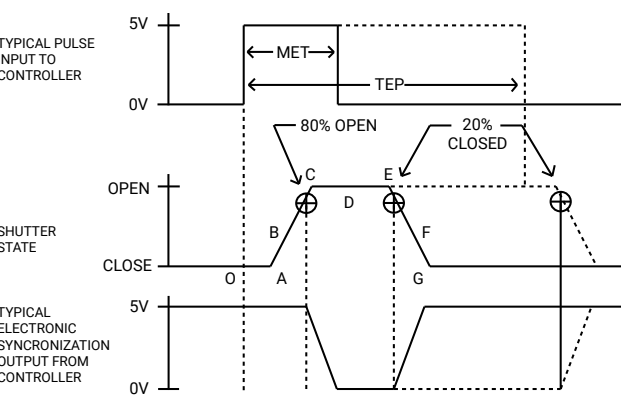 5V
TYPICAL PULSE
INPUT TO
CONTROLLER
MET
TEP
0V
80% OPEN
20%
CLOSED
C
E
OPEN
D
B
F
SHUTTER
STATE
CLOSE
O
A
G
5V
TYPICAL
ELECTRONIC
SYNCRONIZATION
OUTPUT FROM
CONTROLLER
0V